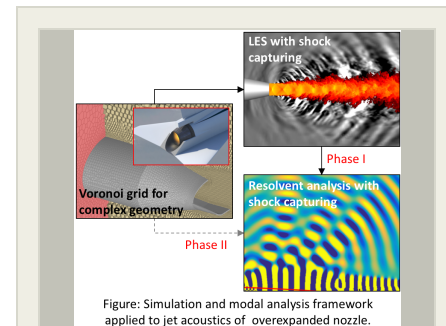 LES with shock
capturing
Phase I
Voronoi grid for
complex geometry
Resolvent analysis with
shock capturing
Phase II
Figure: Simulation and modal analysis framework
applied to jet acoustics of overexpanded nozzle.